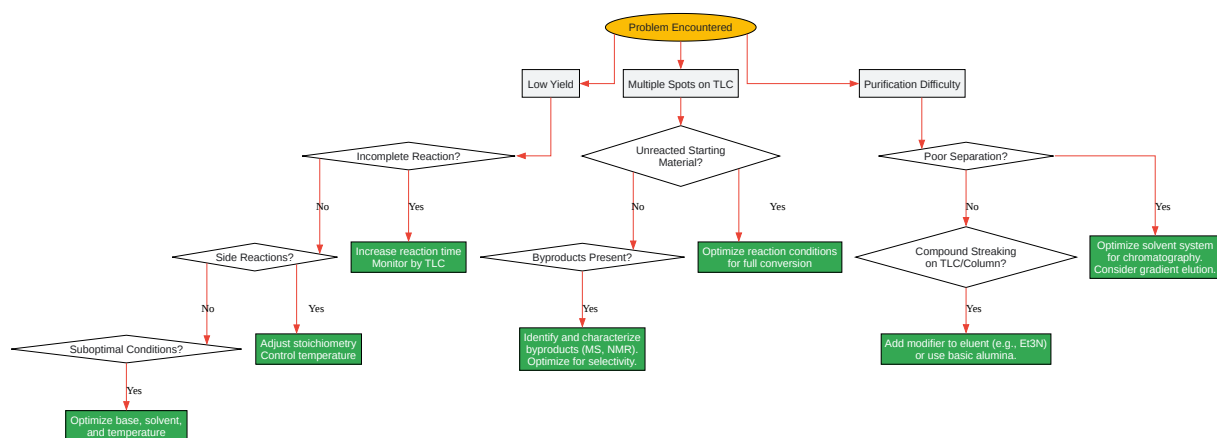 Problem Encountered
Low Yield
Multiple Spots on TLC
Purification Difficulty
Incomplete Reaction?
Unreacted Starting
Material?
Poor Separation?
No
Yes
No
Yes
No
Yes
Side Reactions?
Increase reaction time
Monitor by TLC
Byproducts Present?
Optimize reaction conditions
for full conversion
Compound Streaking
on TLC/Column?
Optimize solvent system
for chromatography.
Consider gradient elution.
No
Yes
Yes
Yes
Suboptimal Conditions?
Adjust stoichiometry
Control temperature
Identify and characterize
byproducts (MS, NMR).
Optimize for selectivity.
Add modifier to eluent (e.g., Et3N)
or use basic alumina.
Yes
Optimize base, solvent,
and temperature